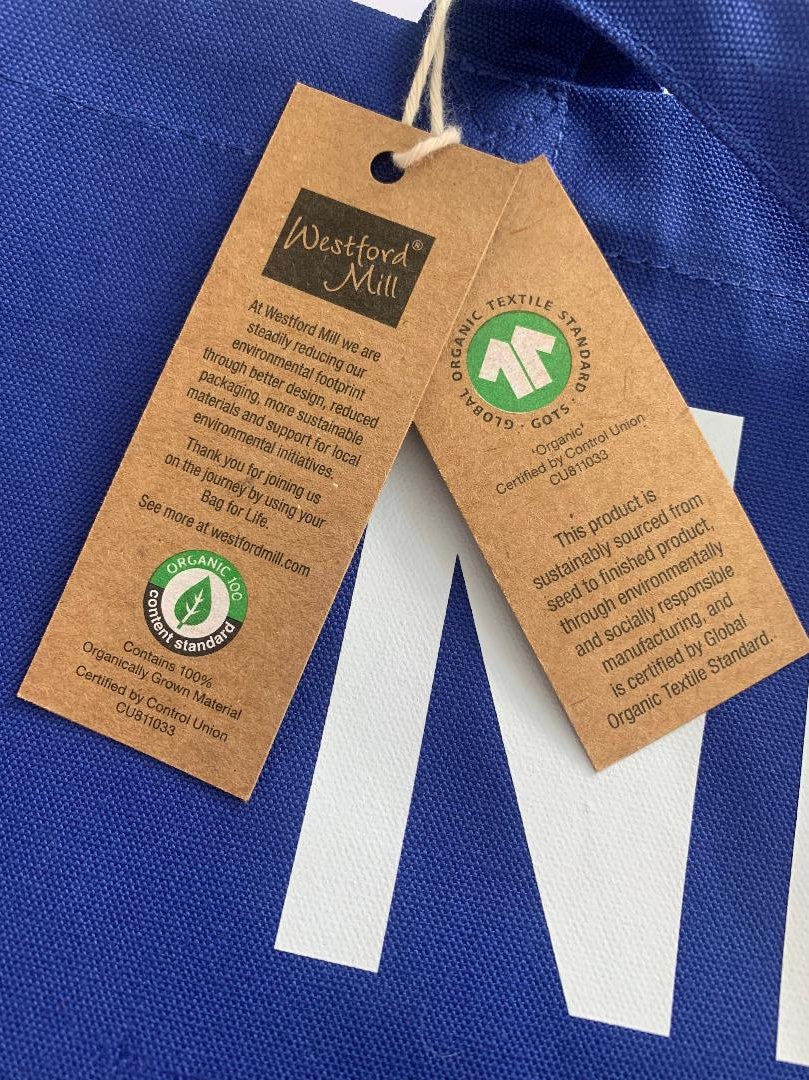 Westford®
Mill
At Westford Mill we are
steadily reducing our
environmental footprint
through better design, reduced
packaging, more sustainable
materials and support for local
environmental initiatives.
Thank you for joining us
on the journey by using your
Bag for Life.
See more at westfordmill.com
ORGANIC 100
content standard
Contains 100%
Organically Grown Material
Certified by Control Union
CU811033
GLOBAL ORGANIC TEXTILE STANDARD · GOTS ·
'Organic'
Certified by Control Union
CU811033
This product is
sustainably sourced from
seed to finished product,
through environmentally
and socially responsible
manufacturing, and
is certified by Global
Organic Textile Standard.
N